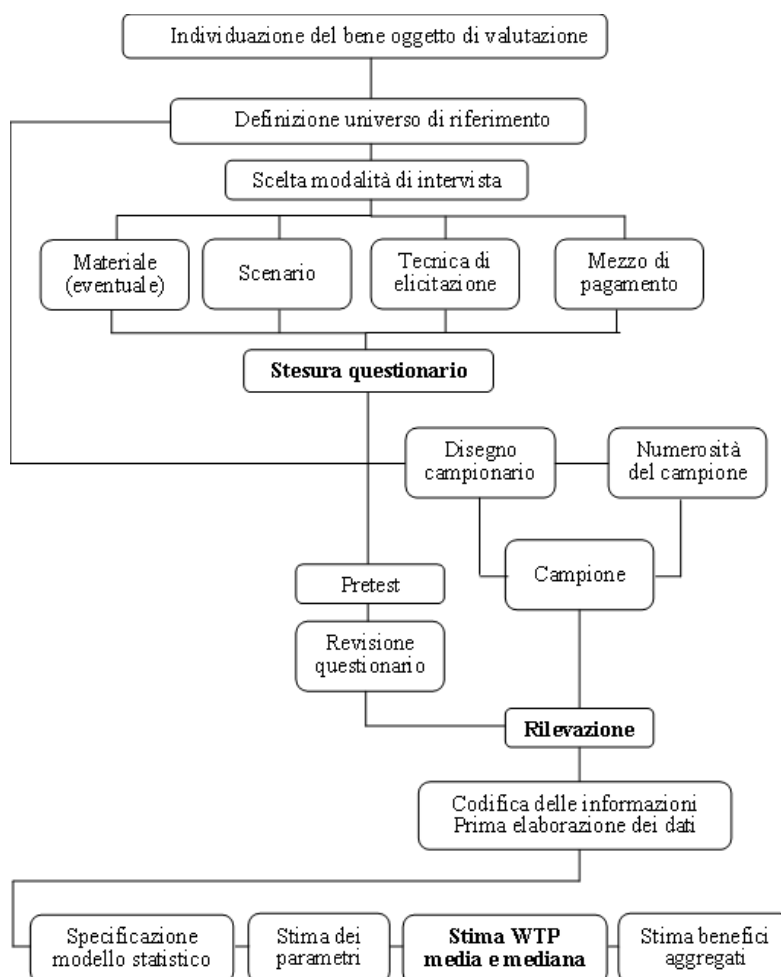 Individuazione del bene oggetto di valutazione
Definizione universo di riferimento
Scelta modalità di intervista
Materiale
(eventuale)
Scenario
Tecnica di
elicitazione
Mezzo di
pagamento
Stesura questionario
Disegno
campionario
Numerosità
del campione
Pretest
Campione
Revisione
questionario
Rilevazione
Codifica delle informazioni
Prima elaborazione dei dati
Specificazione
modello statistico
Stima dei
parametri
Stima WTP
media e mediana
Stima benefici
aggregati